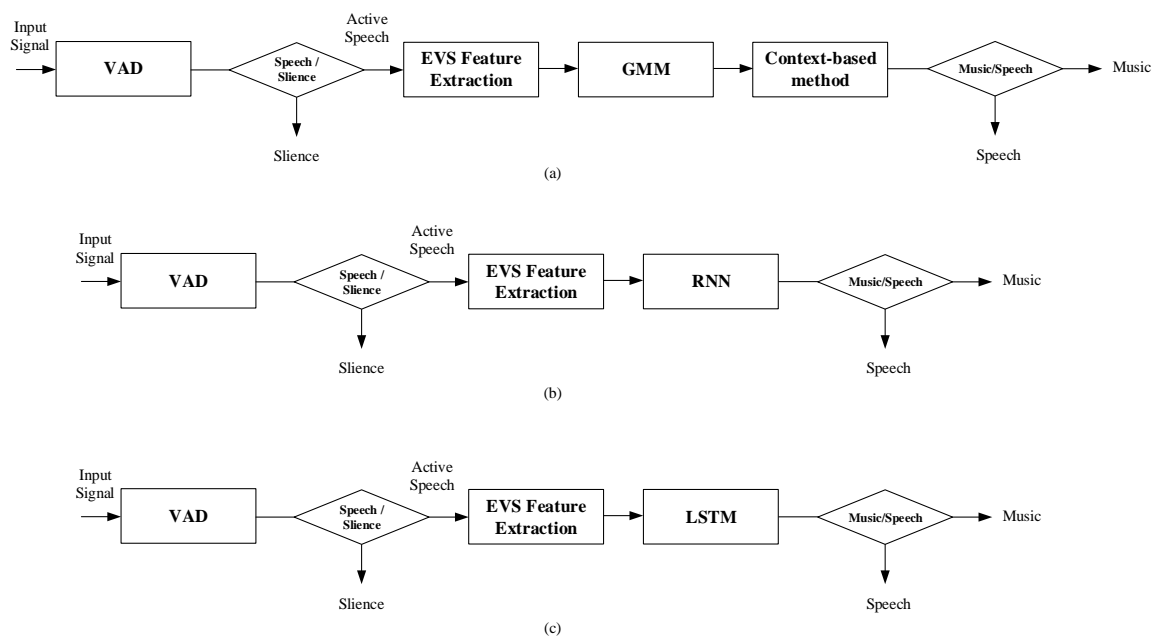 Input
Signal
VAD
Speech /
Slience
Active
Speech
EVS Feature
Extraction
GMM
Context-based
method
Music/Speech
Music
Slience
Speech
(a)
Input
Signal
VAD
Speech /
Slience
Active
Speech
EVS Feature
Extraction
RNN
Music/Speech
Music
Slience
Speech
(b)
Input
Signal
VAD
Speech /
Slience
Active
Speech
EVS Feature
Extraction
LSTM
Music/Speech
Music
Slience
Speech
(c)